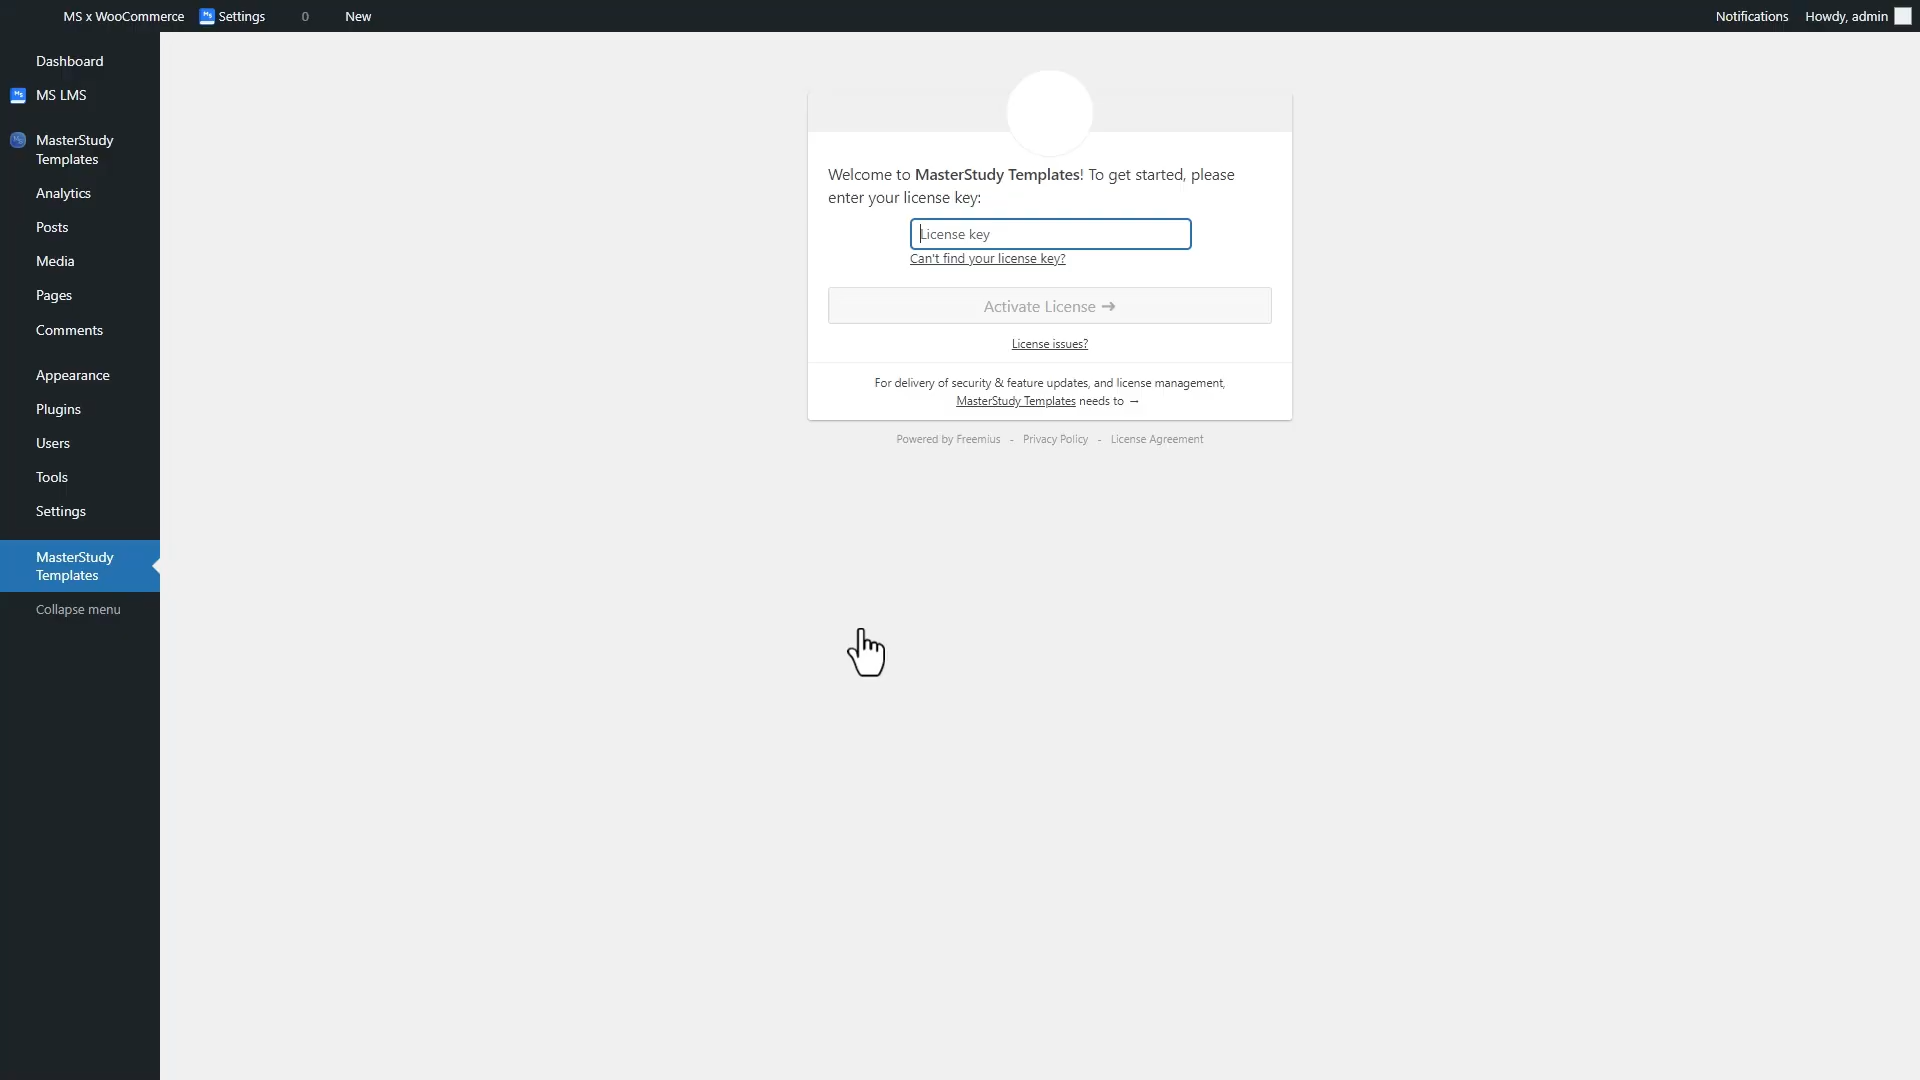 MS x WooCommerce Settings 0 New Notifications Howdy, admin
Dashboard
MS LMS
MasterStudy
Templates
Analytics
Posts
Media
Pages
Comments
Appearance
Plugins
Users
Tools
Settings
MasterStudy
Templates
Collapse menu
Welcome to MasterStudy Templates! To get started, please
enter your license key:
License key
Can't find your license key?
Activate License ➜
License issues?
For delivery of security & feature updates, and license management,
MasterStudy Templates needs to →
Powered by Freemius - Privacy Policy - License Agreement